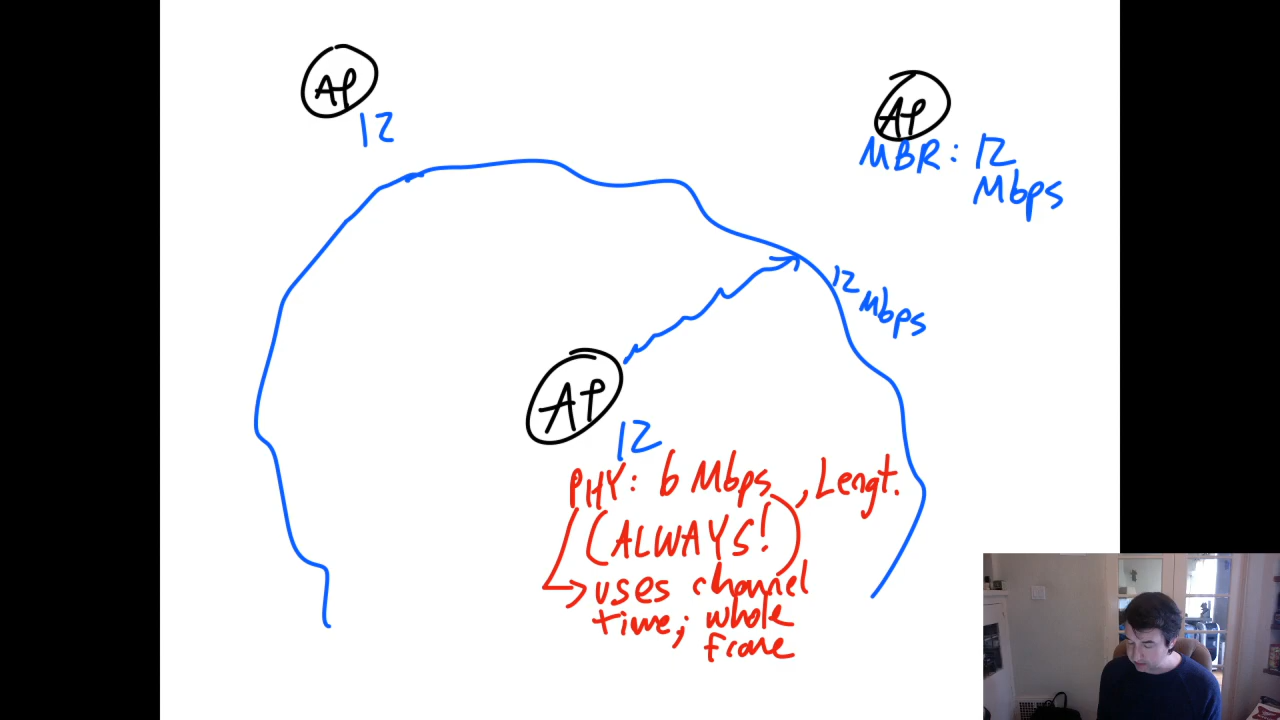 AP
12
AP
MBR: 12
Mbps
12 Mbps
AP
12
PHY: 6 Mbps, Lengt.
(ALWAYS!)
uses channel
time; whole
frame